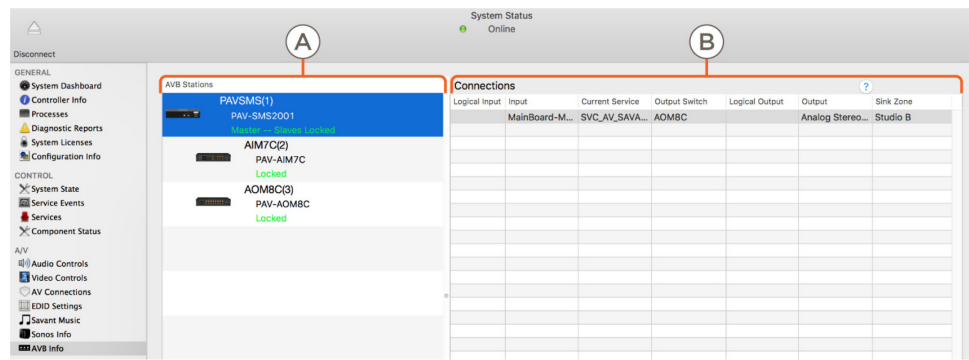 System Status
Online
Disconnect
A
B
GENERAL
System Dashboard
Controller Info
Processes
Diagnostic Reports
System Licenses
Configuration Info
CONTROL
System State
Service Events
Services
Component Status
A/V
Audio Controls
Video Controls
AV Connections
EDID Settings
Savant Music
Sonos Info
AVB Info
AVB Stations
PAVSMS(1)
PAV-SMS2001
Master -- Slaves Locked
AIM7C(2)
PAV-AIM7C
Locked
AOM8C(3)
PAV-AOM8C
Locked
Connections ?
Logical Input Input Current Service Output Switch Logical Output Output Sink Zone
MainBoard-M... SVC_AV_SAVA... AOM8C Analog Stereo... Studio B